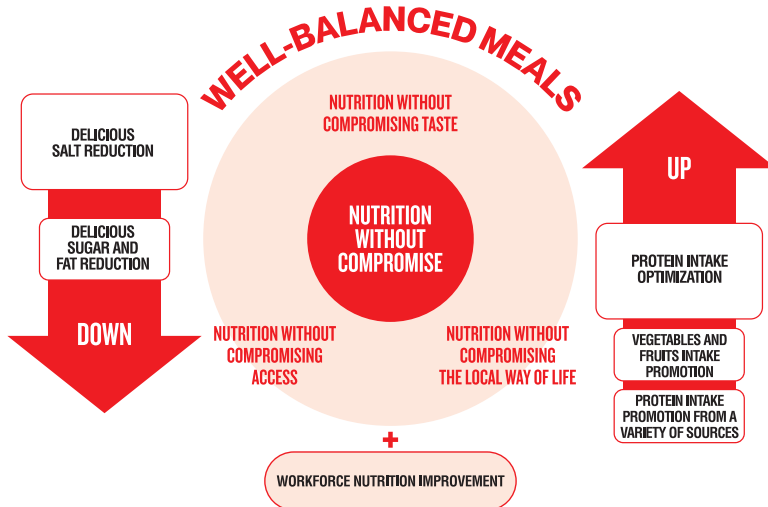 WELL-BALANCED MEALS
NUTRITION WITHOUT
COMPROMISING TASTE
NUTRITION
WITHOUT
COMPROMISE
NUTRITION WITHOUT
COMPROMISING
ACCESS
NUTRITION WITHOUT
COMPROMISING
THE LOCAL WAY OF LIFE
+
WORKFORCE NUTRITION IMPROVEMENT
DELICIOUS
SALT REDUCTION
DELICIOUS
SUGAR AND
FAT REDUCTION
DOWN
UP
PROTEIN INTAKE
OPTIMIZATION
VEGETABLES AND
FRUITS INTAKE
PROMOTION
PROTEIN INTAKE
PROMOTION FROM A
VARIETY OF SOURCES